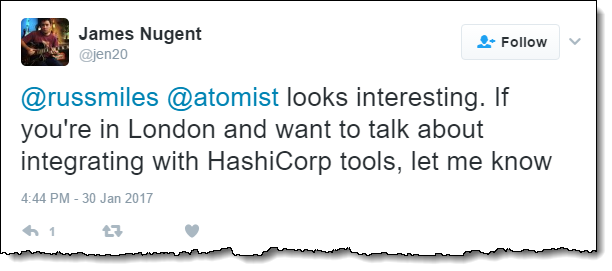 James Nugent
@jen20
Follow
@russmiles @atomist looks interesting. If
you're in London and want to talk about
integrating with HashiCorp tools, let me know
4:44 PM - 30 Jan 2017
1